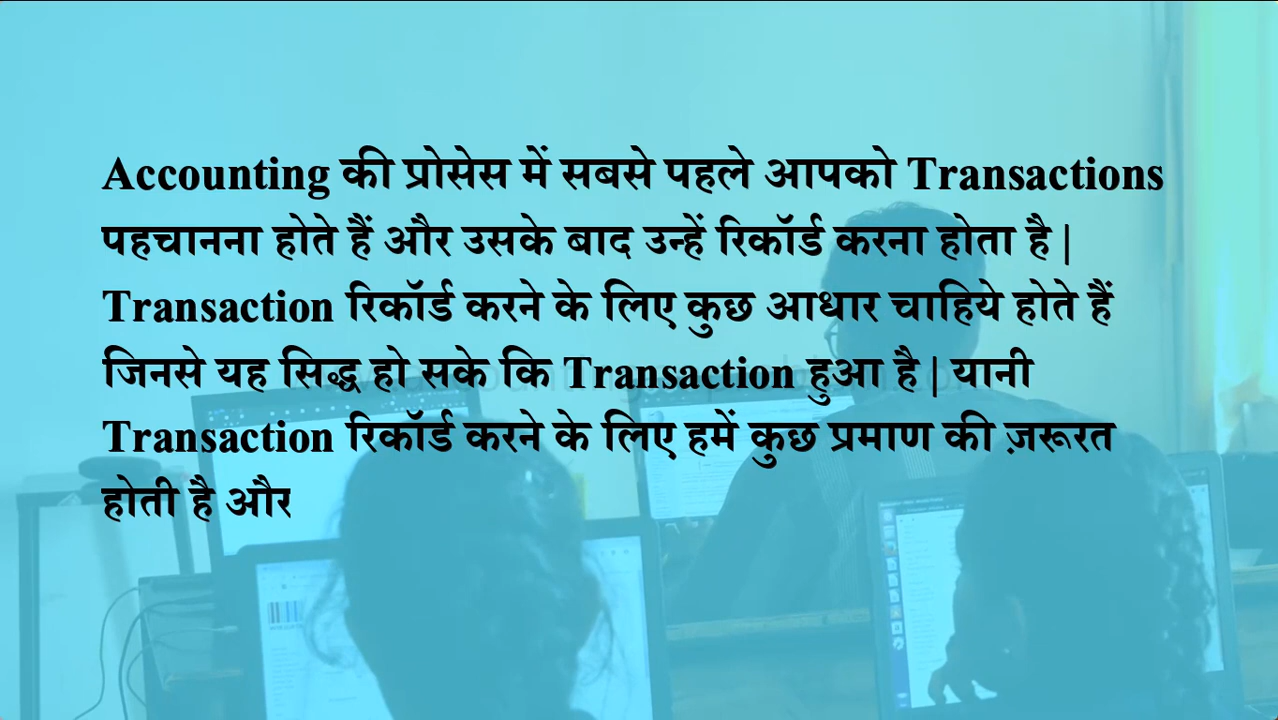 Accounting की प्रोसेस में सबसे पहले आपको Transactions
पहचानना होते हैं और उसके बाद उन्हें रिकॉर्ड करना होता है |
Transaction रिकॉर्ड करने के लिए कुछ आधार चाहिये होते हैं
जिनसे यह सिद्ध हो सके कि Transaction हुआ है | यानी
Transaction रिकॉर्ड करने के लिए हमें कुछ प्रमाण की ज़रूरत
होती है और